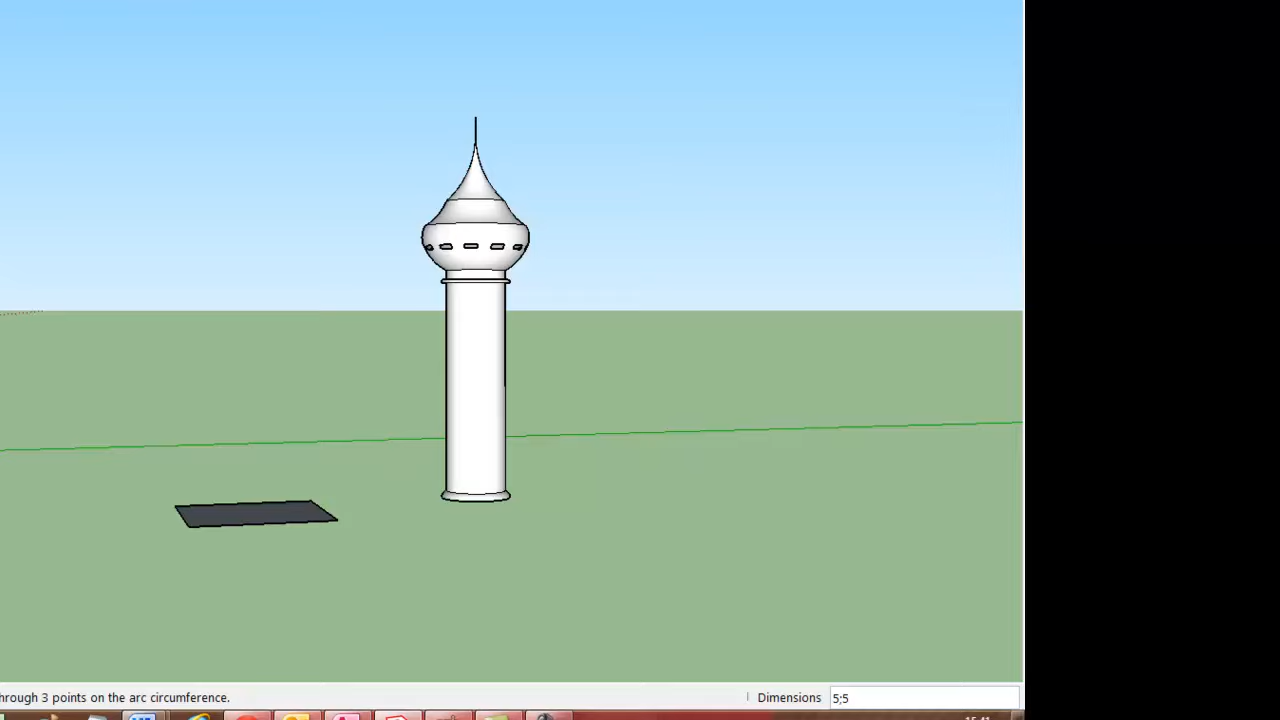 hrough 3 points on the arc circumference.
Dimensions 5;5